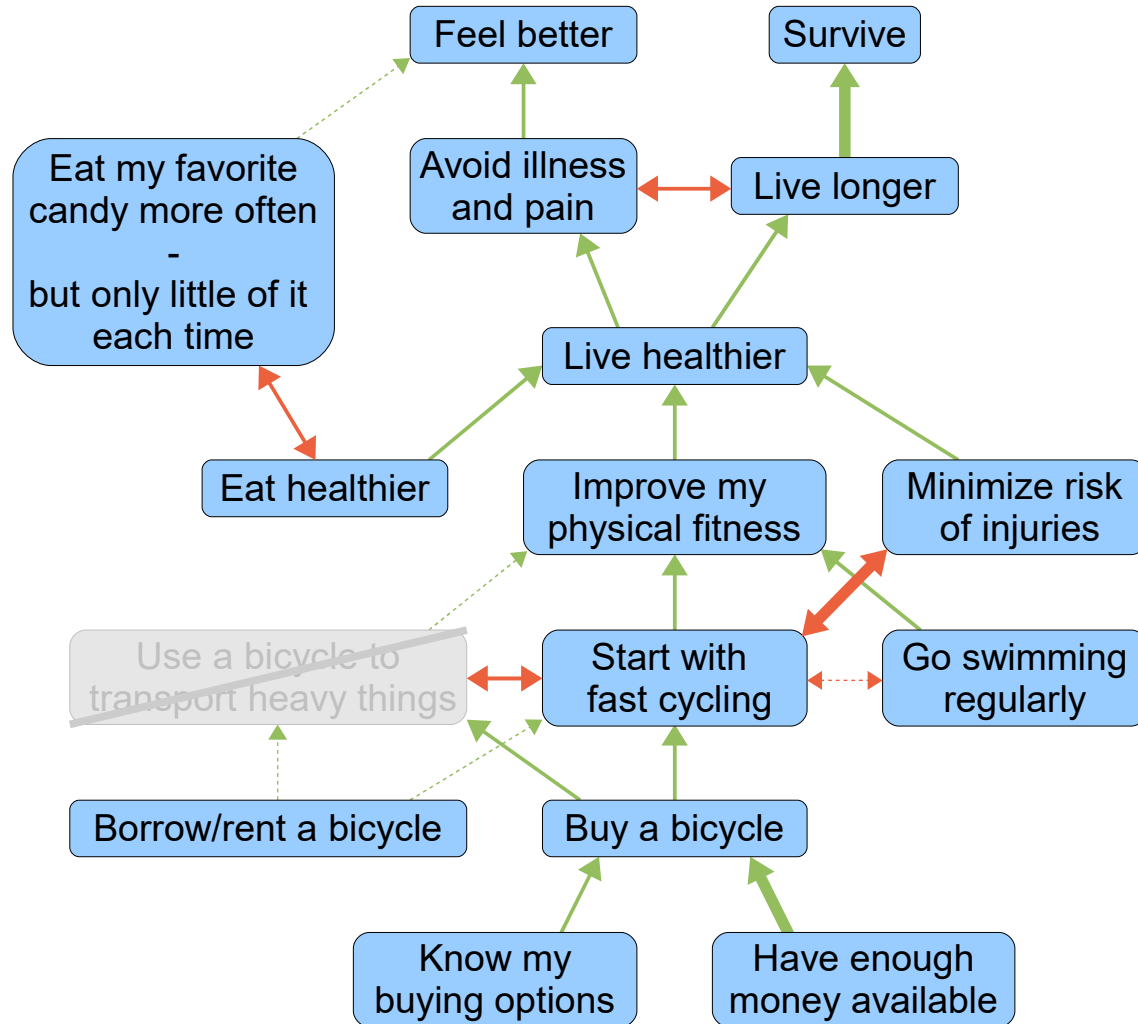 Feel better
Survive
Eat my favorite
candy more often
-
but only little of it
each time
Avoid illness
and pain
Live longer
Live healthier
Eat healthier
Improve my
physical fitness
Minimize risk
of injuries
Use a bicycle to
transport heavy things
Start with
fast cycling
Go swimming
regularly
Borrow/rent a bicycle
Buy a bicycle
Know my
buying options
Have enough
money available